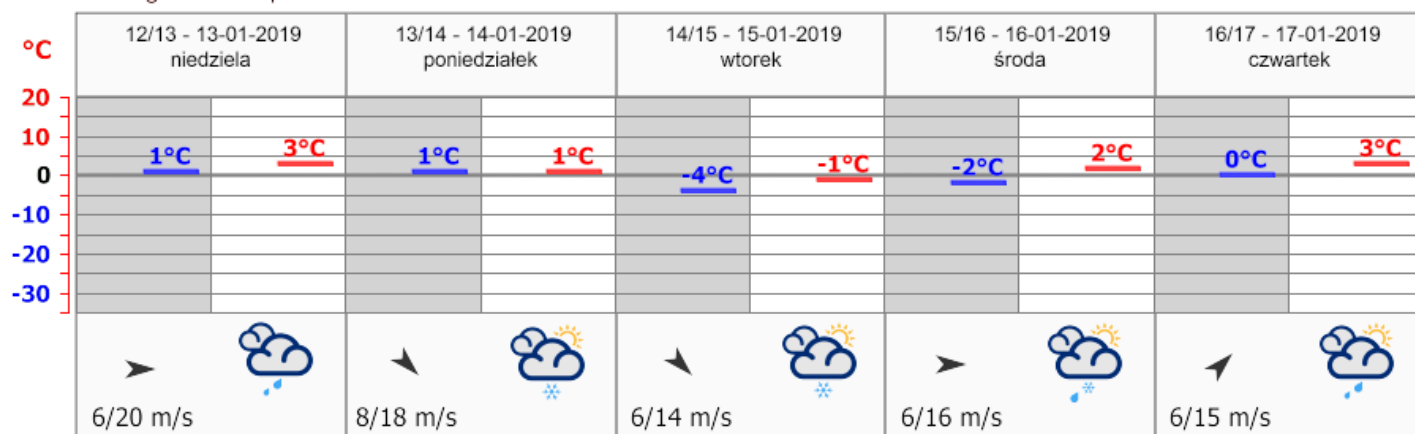 12/13 - 13-01-2019
niedziela
13/14 - 14-01-2019
poniedziałek
14/15 - 15-01-2019
wtorek
15/16 - 16-01-2019
środa
16/17 - 17-01-2019
czwartek
°C
20
10
0
-10
-20
-30
1°C 3°C 1°C 1°C -4°C -1°C -2°C 2°C 0°C 3°C
6/20 m/s 8/18 m/s 6/14 m/s 6/16 m/s 6/15 m/s